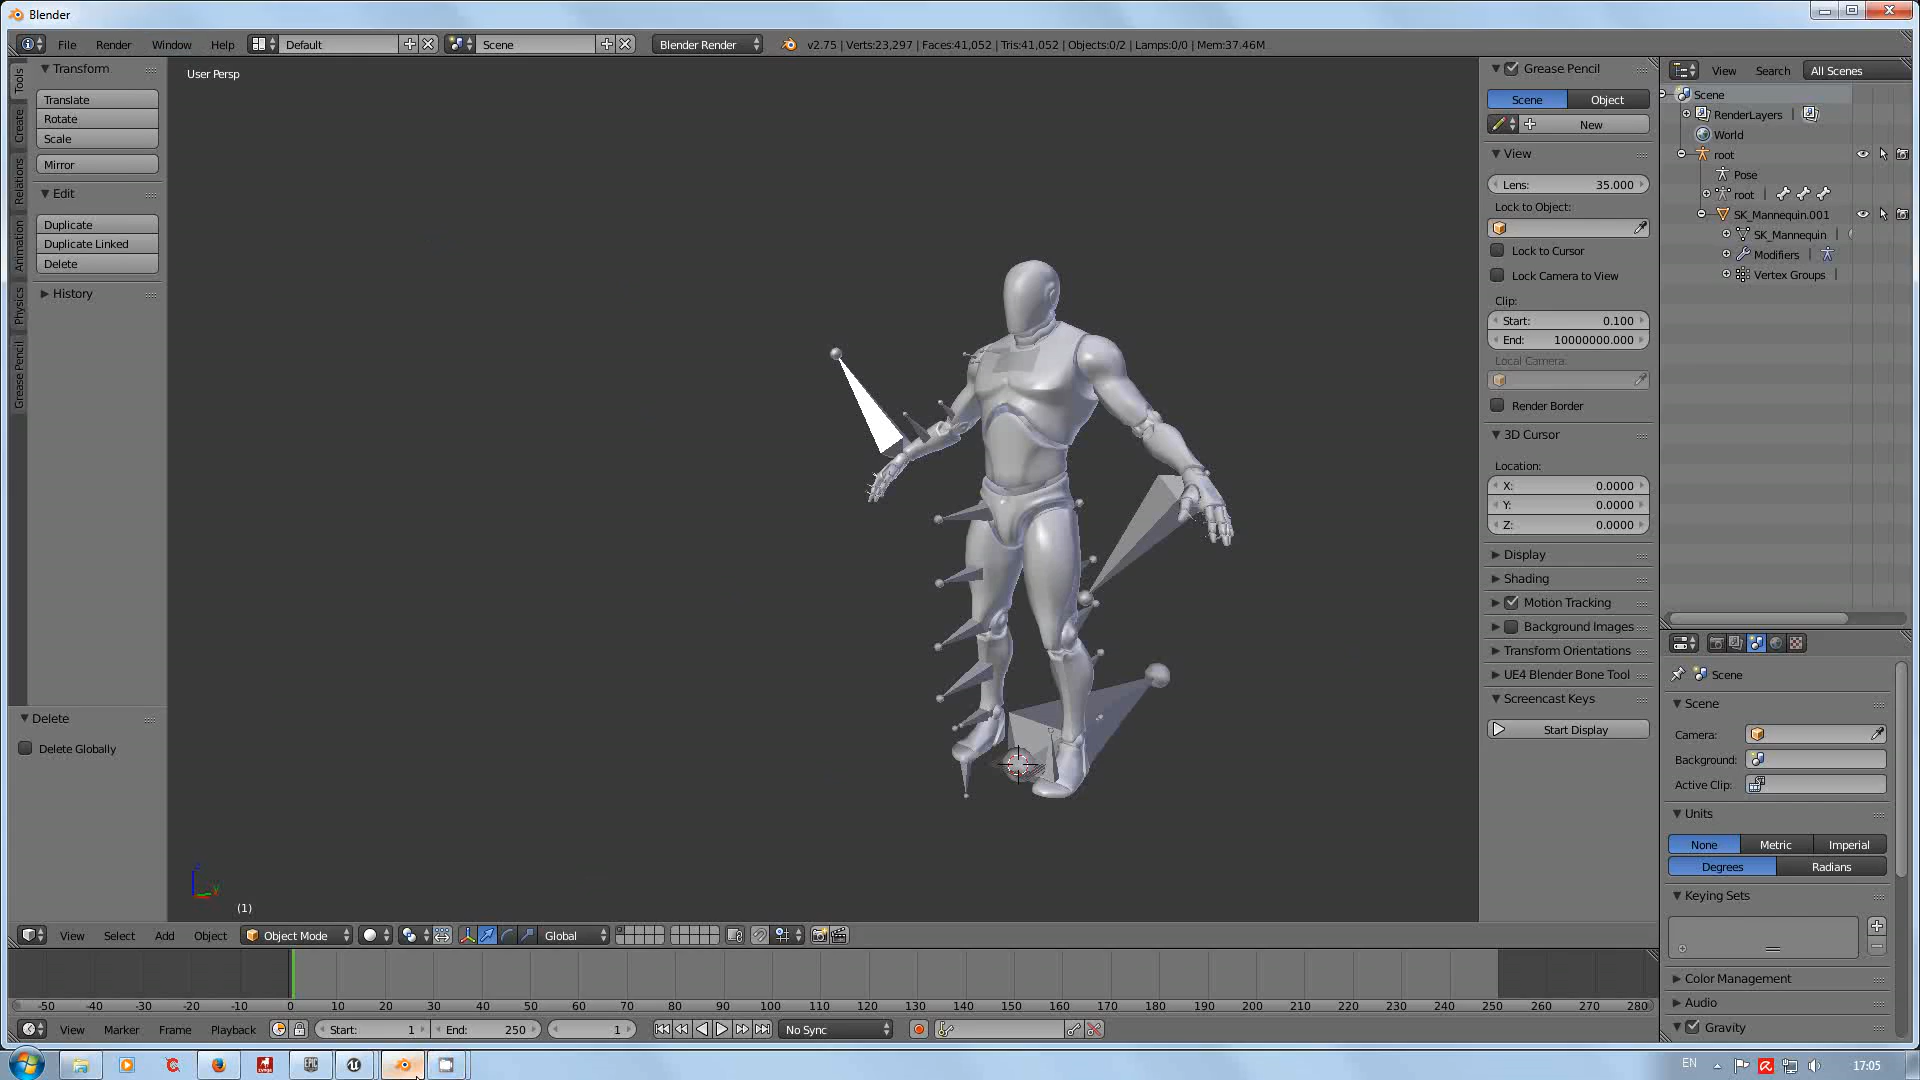 Blender
File Render Window Help Default Scene Blender Render v2.75 | Verts:23,297 | Faces:41,052 | Tris:41,052 | Objects:0/2 | Lamps:0/0 | Mem:37.46M
Tools
Create
Relations
Animation
Physics
Grease Pencil
Transform
Translate
Rotate
Scale
Mirror
Edit
Duplicate
Duplicate Linked
Delete
History
Delete
Delete Globally
User Persp
(1)
Grease Pencil
Scene Object
New
View
Lens: 35.000
Lock to Object:
Lock to Cursor
Lock Camera to View
Clip:
Start: 0.100
End: 10000000.000
Local Camera:
Render Border
3D Cursor
Location:
X: 0.0000
Y: 0.0000
Z: 0.0000
Display
Shading
Motion Tracking
Background Images
Transform Orientations
UE4 Blender Bone Tool
Screencast Keys
Start Display
View Search All Scenes
Scene
RenderLayers |
World
root
Pose
root |
SK_Mannequin.001
SK_Mannequin |
Modifiers |
Vertex Groups |
Scene
Scene
Camera:
Background:
Active Clip:
Units
None Metric Imperial
Degrees Radians
Keying Sets
Color Management
Audio
Gravity
View Select Add Object Object Mode Global
-50 -40 -30 -20 -10 0 10 20 30 40 50 60 70 80 90 100 110 120 130 140 150 160 170 180 190 200 210 220 230 240 250 260 270 280
View Marker Frame Playback Start: 1 End: 250 1 No Sync
EPIC
EN 17:05